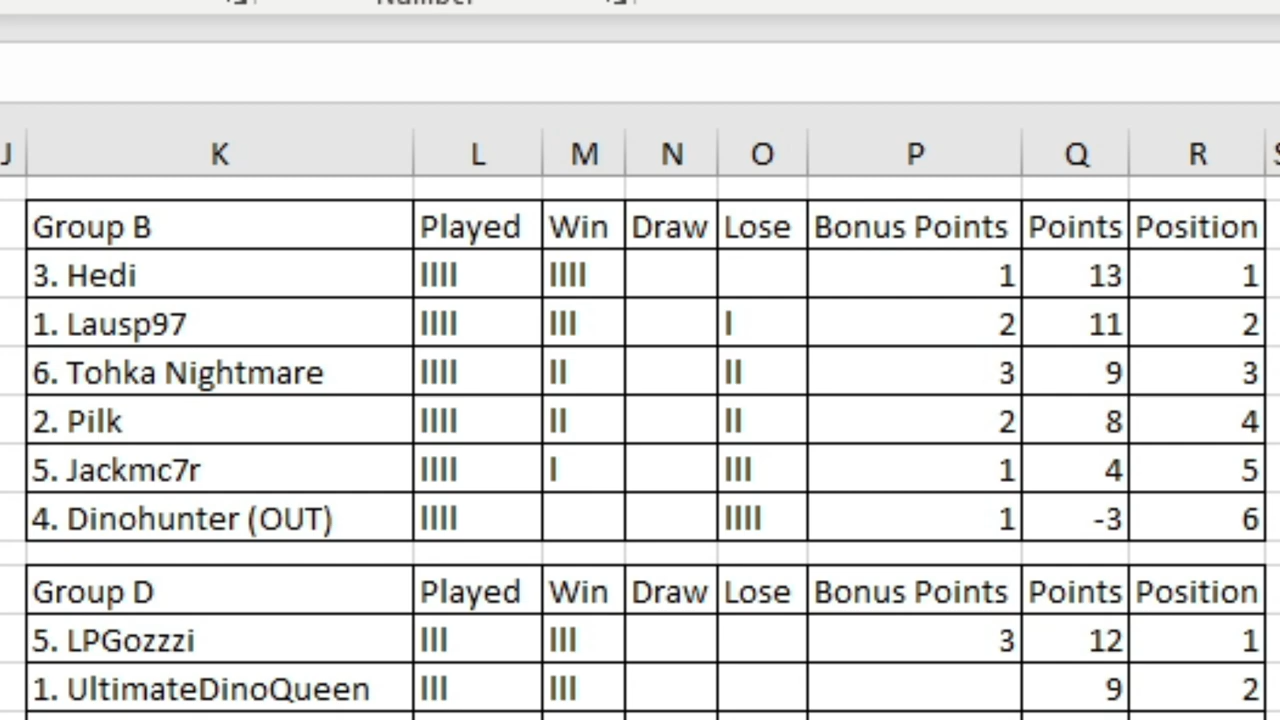 Number
J K L M N O P Q R S
Group B Played Win Draw Lose Bonus Points Points Position
3. Hedi IIII IIII 1 13 1
1. Lausp97 IIII III I 2 11 2
6. Tohka Nightmare IIII II II 3 9 3
2. Pilk IIII II II 2 8 4
5. Jackmc7r IIII I III 1 4 5
4. Dinohunter (OUT) IIII IIII 1 -3 6
Group D Played Win Draw Lose Bonus Points Points Position
5. LPGozzzi III III 3 12 1
1. UltimateDinoQueen III III 9 2